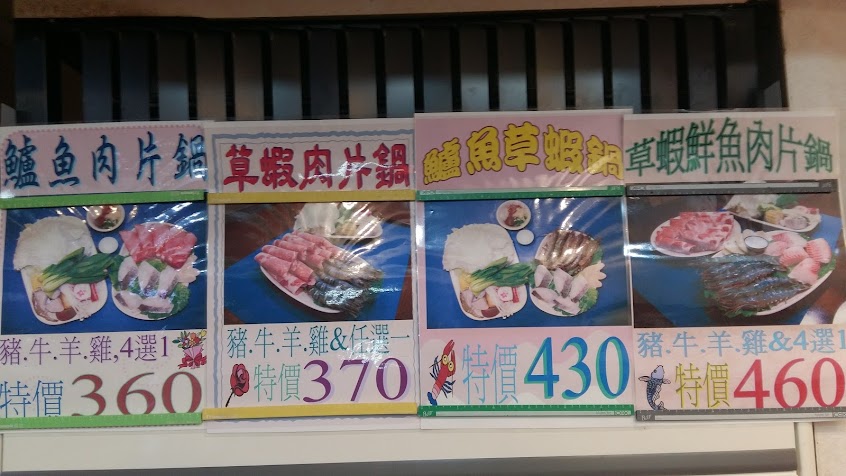 鱸魚肉片鍋
豬.牛.羊.雞,4選1
特價360
草蝦肉片鍋
豬.牛.羊.雞&任選一
特價370
鱸魚草蝦鍋
特價430
草蝦鮮魚肉片鍋
豬.牛.羊.雞&4選1
特價460